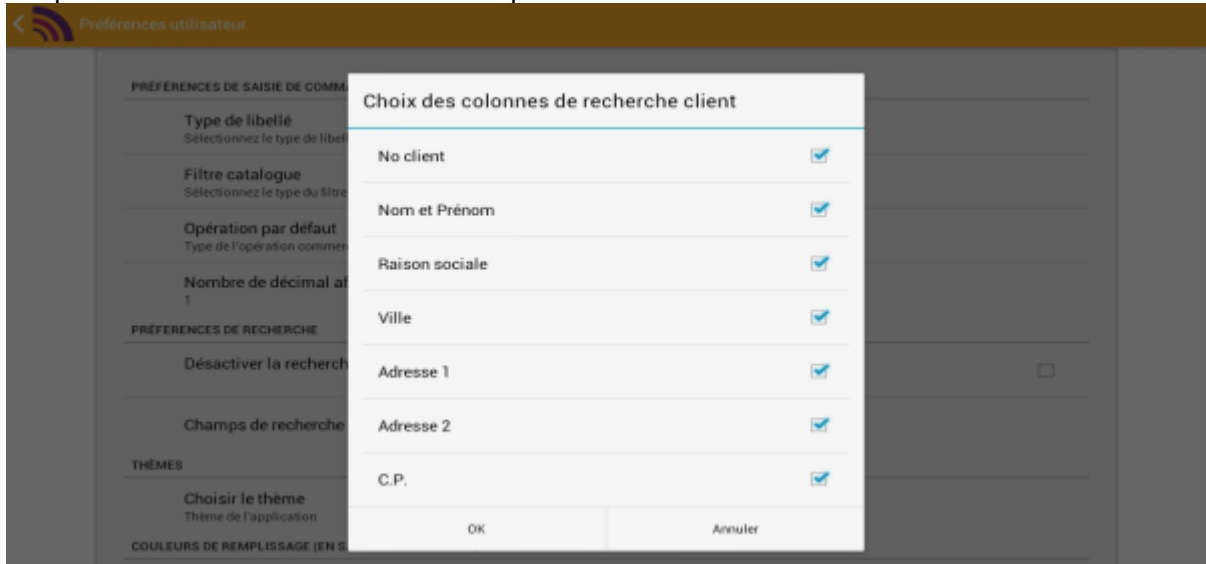 Préférences utilisateur
PRÉFÉRENCES DE SAISIE DE COMM
Type de libellé
Sélectionnez le type de libell
Filtre catalogue
Sélectionnez le type du filtre
Opération par défaut
Type de l'opération commer
Nombre de décimal af
1
PRÉFERENCES DE RECHERCHE
Désactiver la recherch
Champs de recherche
THÈMES
Choisir le thème
Thème de l'application
COULEURS DE REMPLISSAGE (EN S
Choix des colonnes de recherche client
No client
Nom et Prénom
Raison sociale
Ville
Adresse 1
Adresse 2
C.P.
OK Annuler